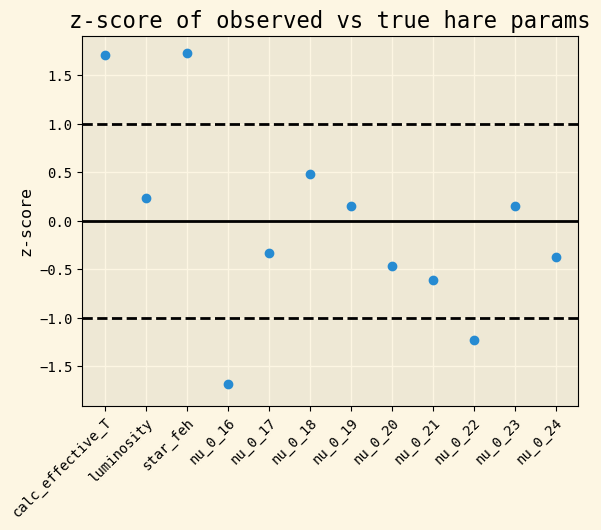 z-score of observed vs true hare params
z-score
1.5
1.0
0.5
0.0
−0.5
−1.0
−1.5
calc_effective_T
luminosity
star_feh
nu_0_16
nu_0_17
nu_0_18
nu_0_19
nu_0_20
nu_0_21
nu_0_22
nu_0_23
nu_0_24